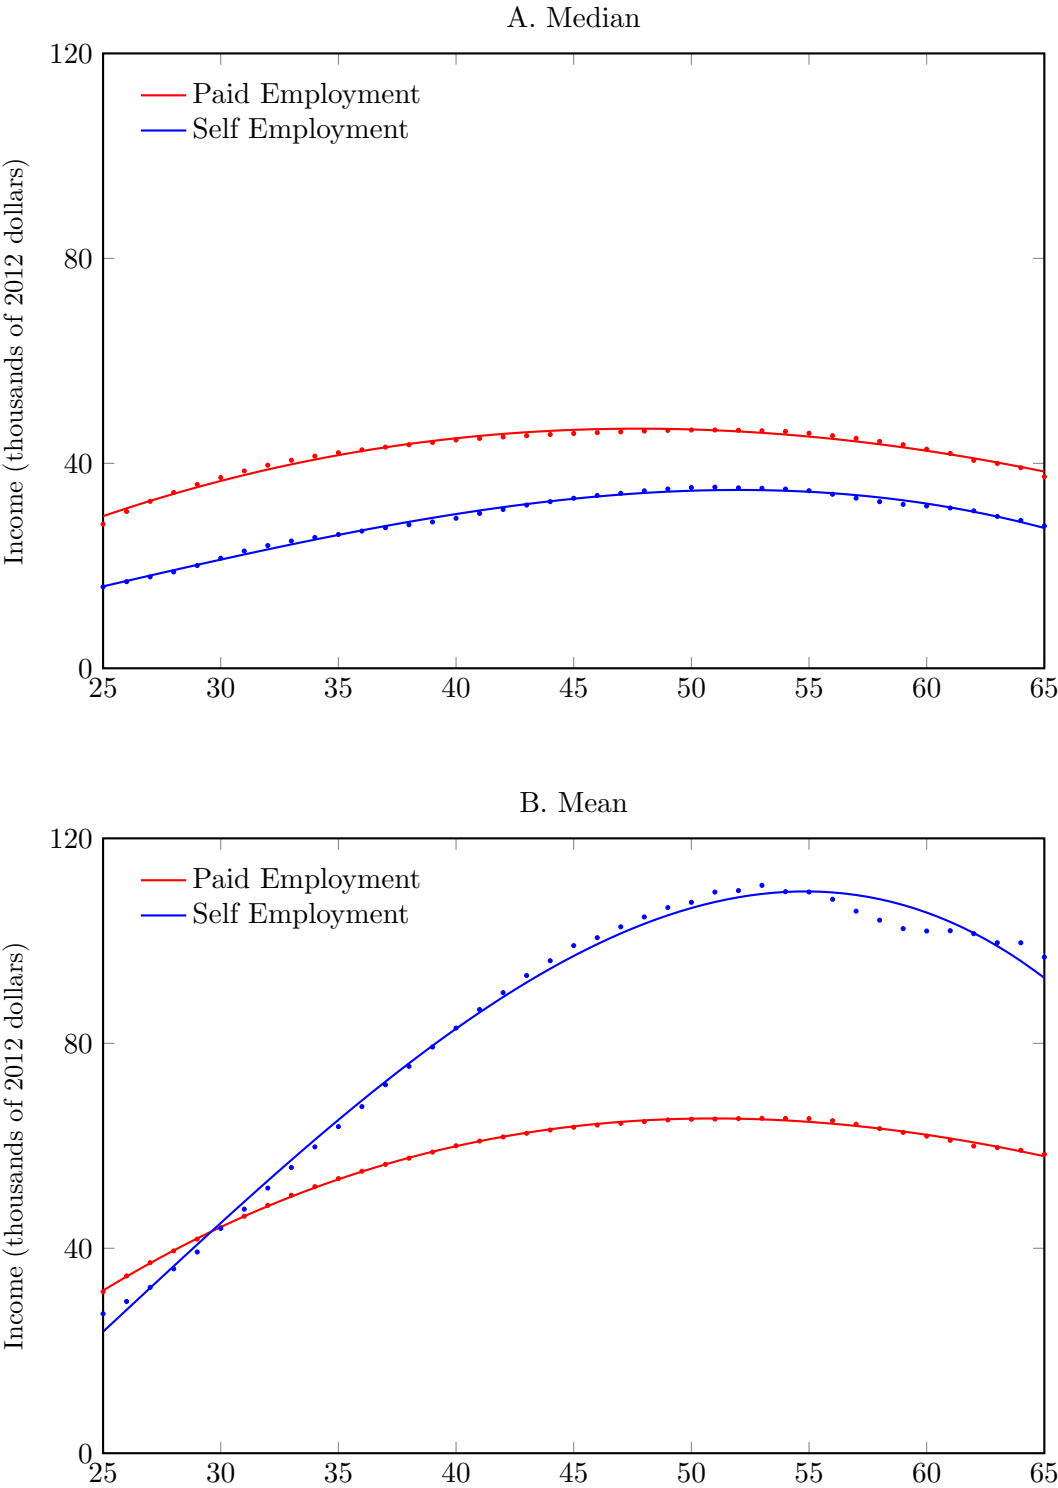 A. Median
120
80
40
0
Income (thousands of 2012 dollars)
Paid Employment
Self Employment
25 30 35 40 45 50 55 60 65
B. Mean
120
80
40
0
Income (thousands of 2012 dollars)
Paid Employment
Self Employment
25 30 35 40 45 50 55 60 65